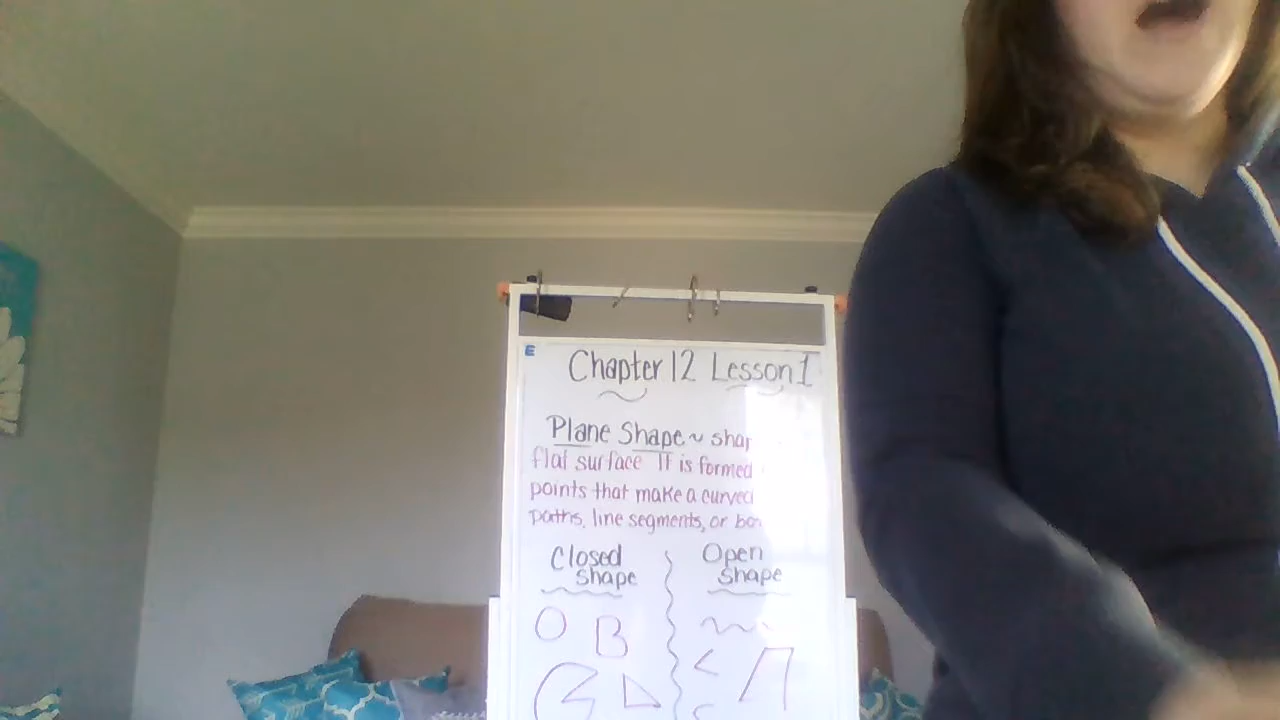 E
Chapter 12 Lesson 1
Plane Shape ~
flat surface It is formed
points that make a curved
paths, line segments, or
Closed Open
Shape Shape
B